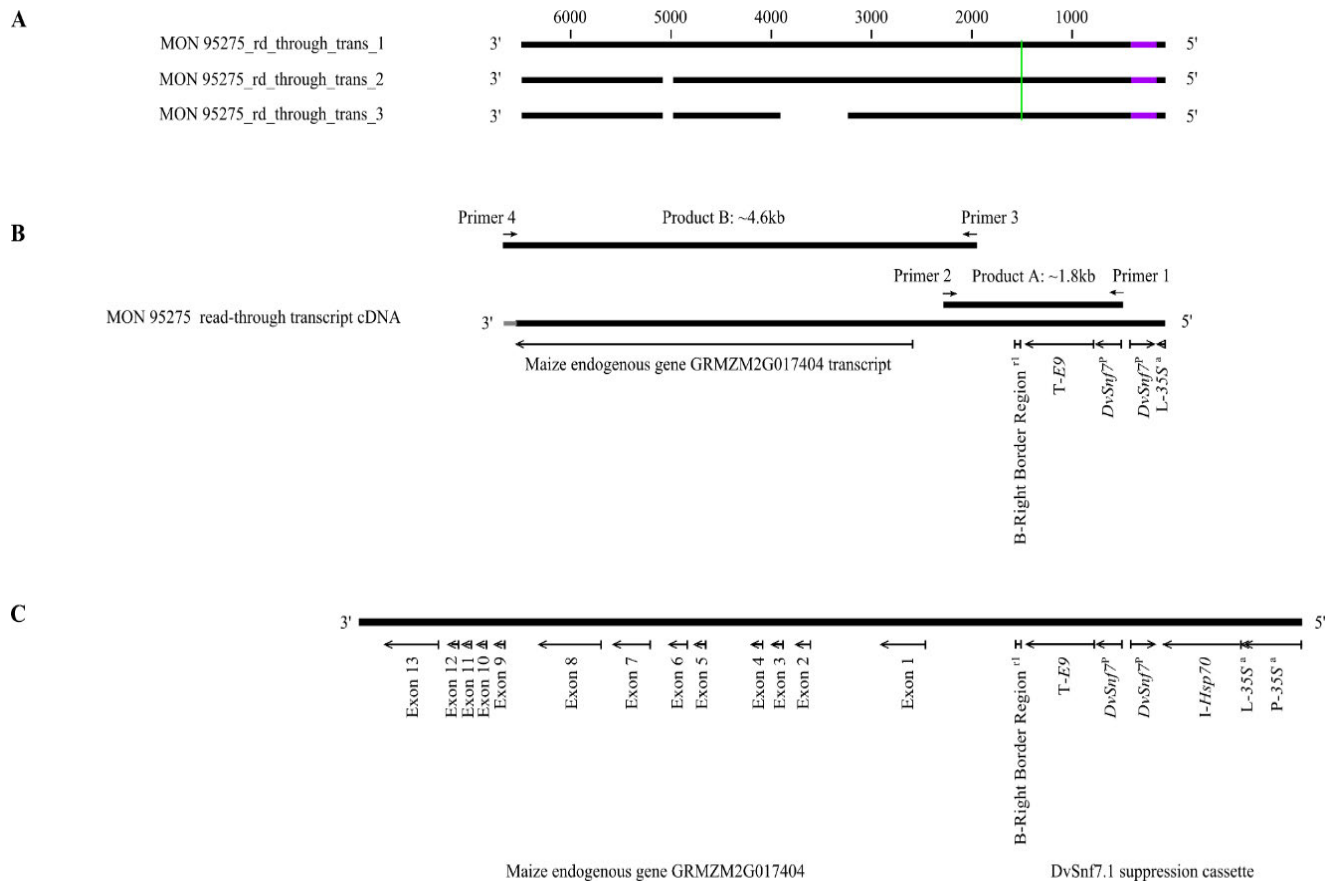 A
6000 5000 4000 3000 2000 1000
MON 95275_rd_through_trans_1 3' 5'
MON 95275_rd_through_trans_2 3' 5'
MON 95275_rd_through_trans_3 3' 5'
B
Primer 4 Product B: ~4.6kb Primer 3
Primer 2 Product A: ~1.8kb Primer 1
MON 95275 read-through transcript cDNA 3' 5'
Maize endogenous gene GRMZM2G017404 transcript
B-Right Border Region r1
T-E9
DvSnf7P
DvSnf7P
L-35S a
C
3' 5'
Exon 13
Exon 12
Exon 11
Exon 10
Exon 9
Exon 8
Exon 7
Exon 6
Exon 5
Exon 4
Exon 3
Exon 2
Exon 1
B-Right Border Region r1
T-E9
DvSnf7P
DvSnf7P
I-Hsp70
L-35S a
P-35S a
Maize endogenous gene GRMZM2G017404 DvSnf7.1 suppression cassette